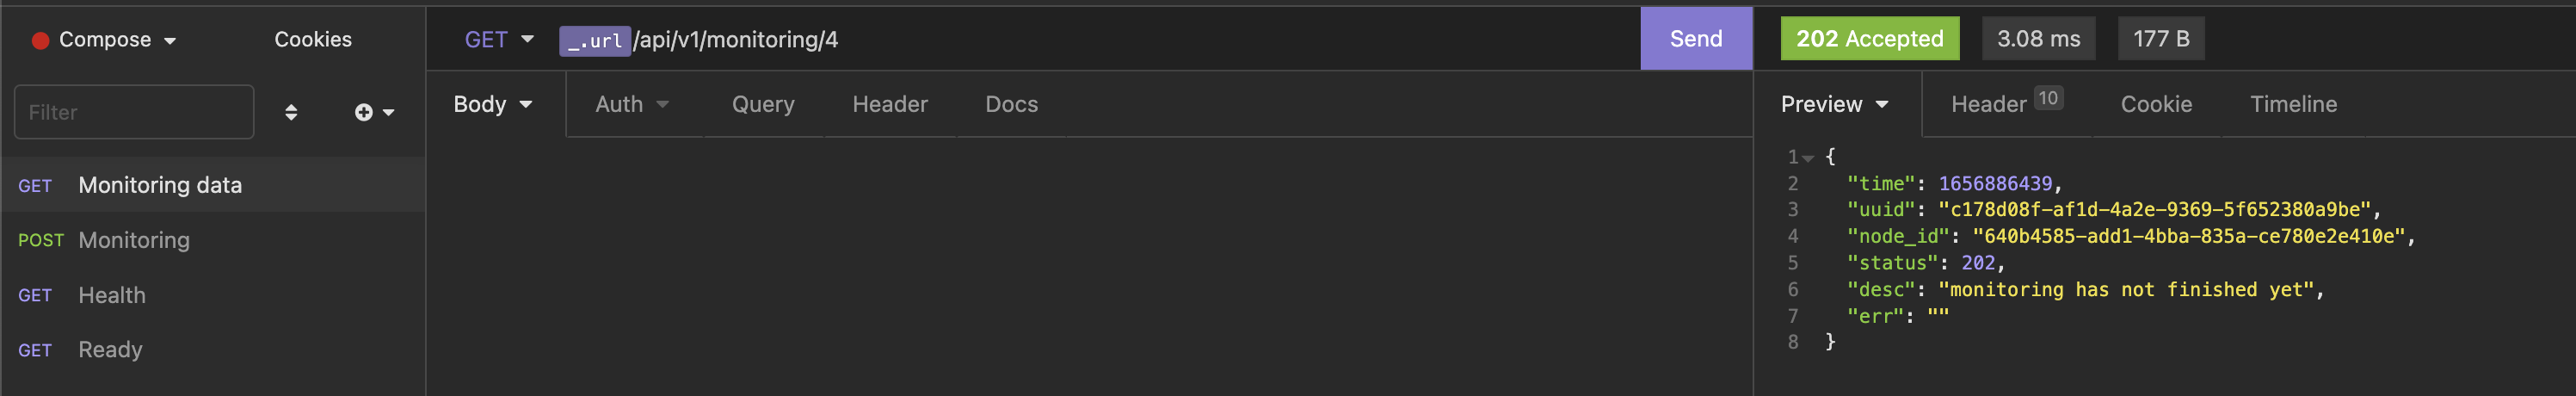 Compose
Cookies
Filter
GET Monitoring data
POST Monitoring
GET Health
GET Ready
GET _.url/api/v1/monitoring/4
Send
Body Auth Query Header Docs
202 Accepted 3.08 ms 177 B
Preview Header 10 Cookie Timeline
1 {
2 "time": 1656886439,
3 "uuid": "c178d08f-af1d-4a2e-9369-5f652380a9be",
4 "node_id": "640b4585-add1-4bba-835a-ce780e2e410e",
5 "status": 202,
6 "desc": "monitoring has not finished yet",
7 "err": ""
8 }